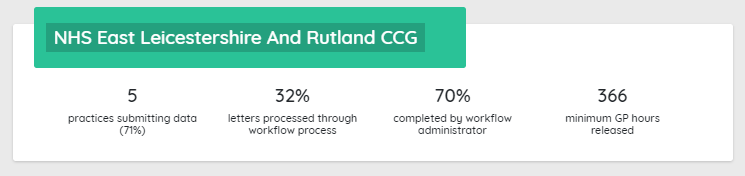 NHS East Leicestershire And Rutland CCG
5
practices submitting data
(71%)
32%
letters processed through
workflow process
70%
completed by workflow
administrator
366
minimum GP hours
released